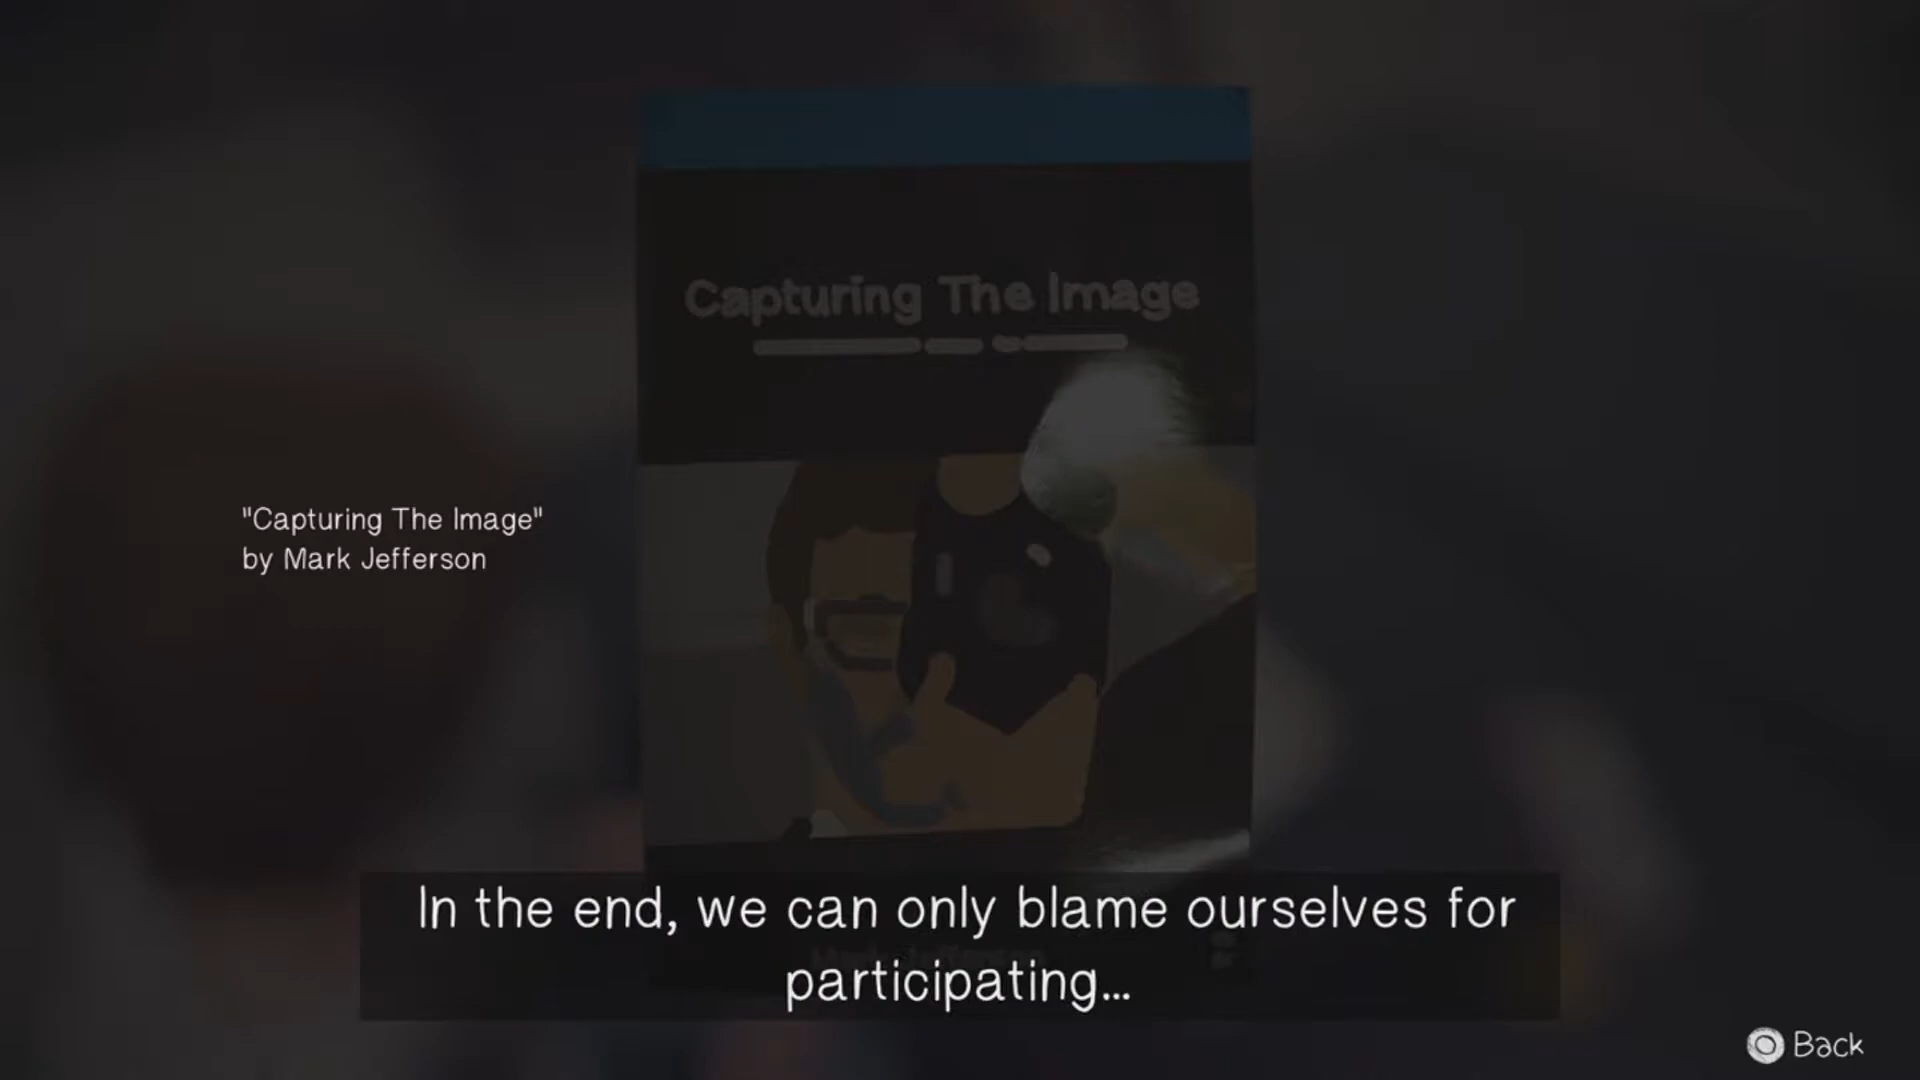 Capturing The Image
"Capturing The Image"
by Mark Jefferson
In the end, we can only blame ourselves for
participating...
Back